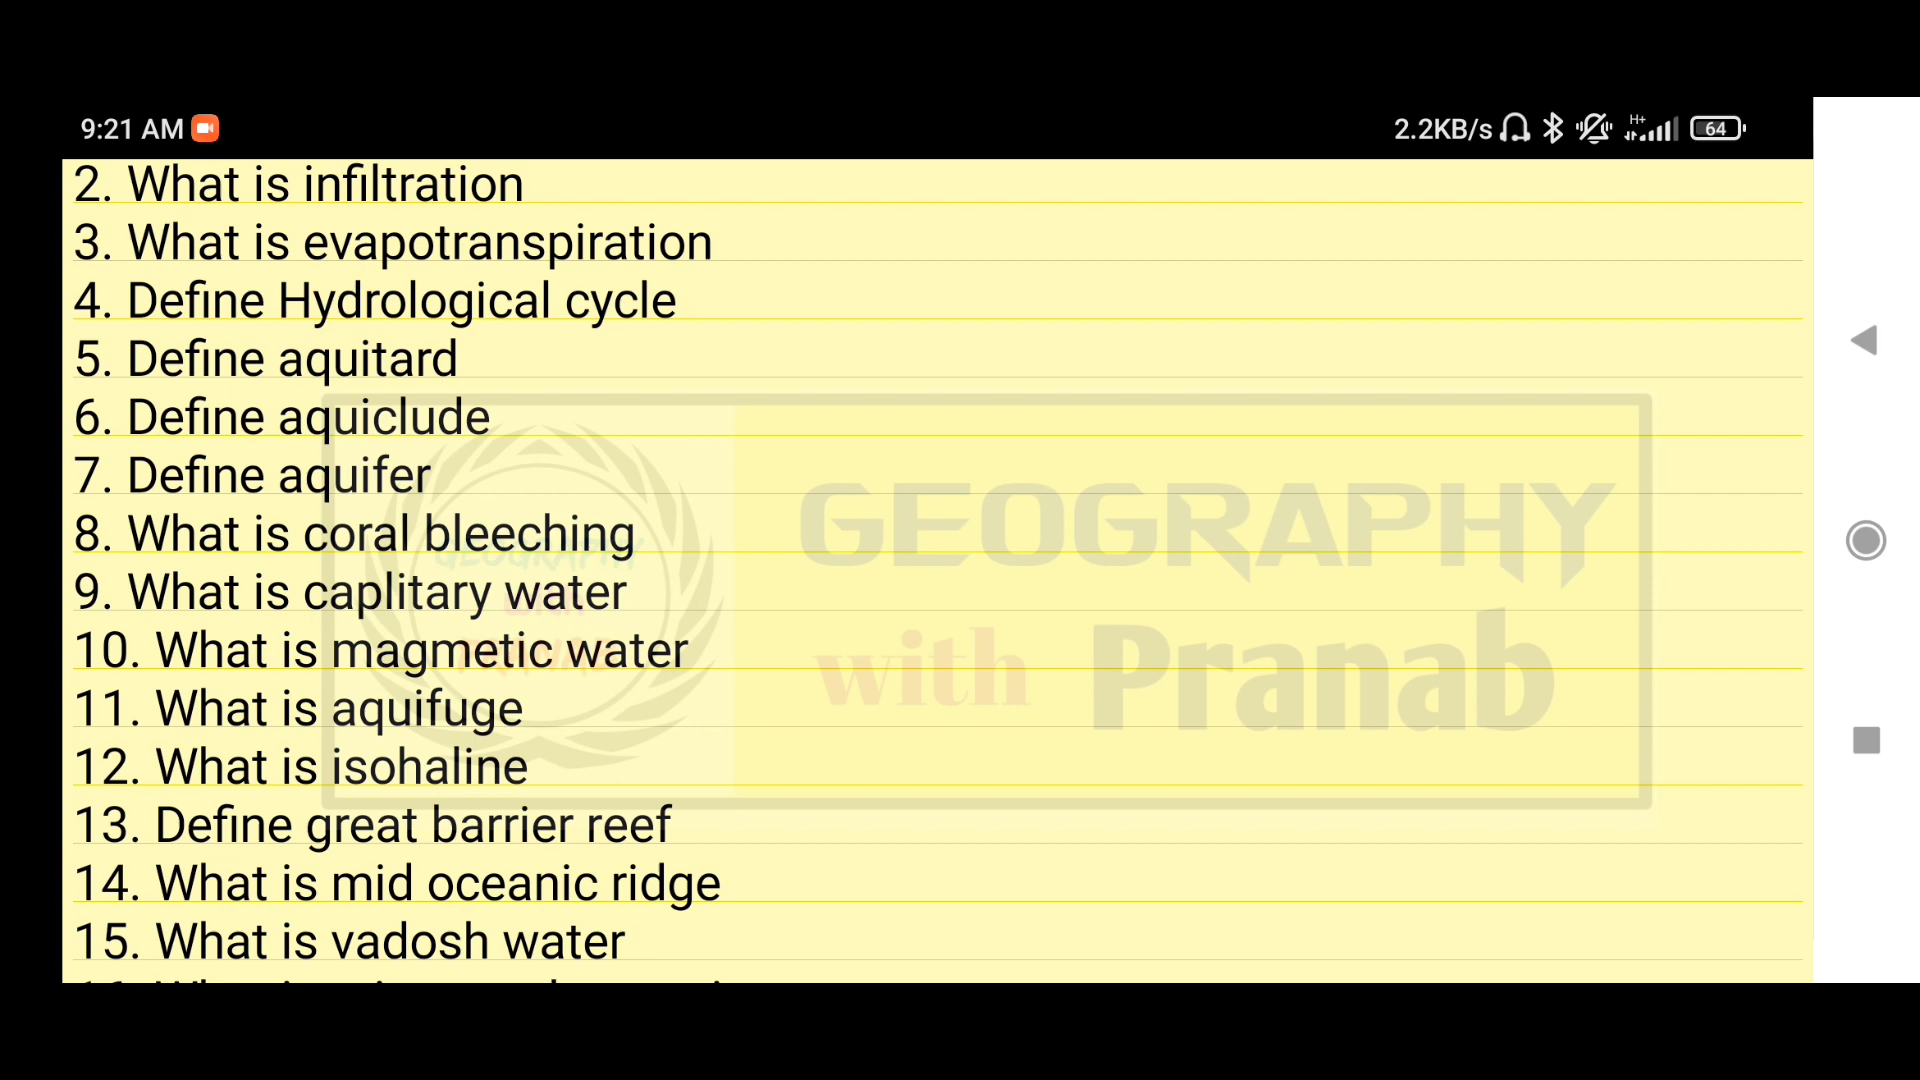 9:21 AM 2.2KB/s H+ 64
2. What is infiltration
3. What is evapotranspiration
4. Define Hydrological cycle
5. Define aquitard
6. Define aquiclude
7. Define aquifer
8. What is coral bleeching
9. What is caplitary water
10. What is magmetic water
11. What is aquifuge
12. What is isohaline
13. Define great barrier reef
14. What is mid oceanic ridge
15. What is vadosh water
GEOGRAPHY
with Pranab